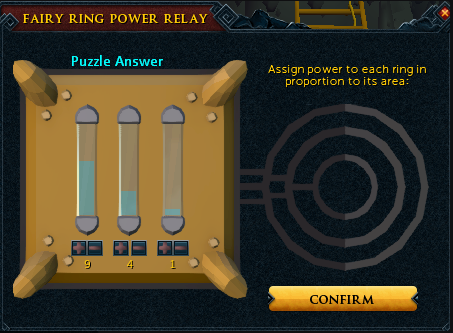 FAIRY RING POWER RELAY
Puzzle Answer
Assign power to each ring in
proportion to its area:
9 4 1
CONFIRM